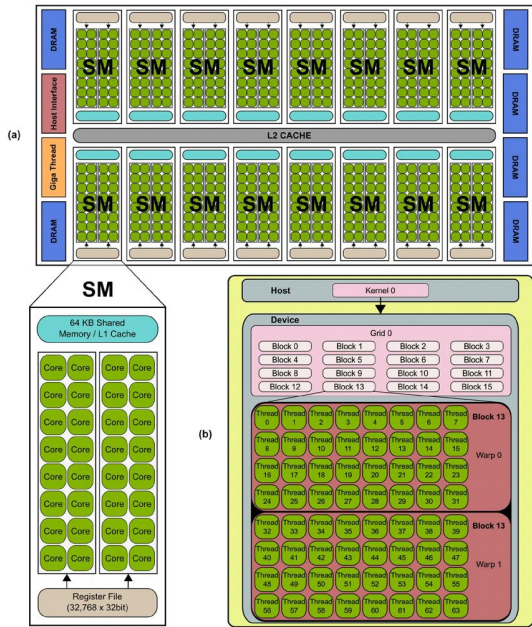 (a)
DRAM
Host Interface
Giga Thread
DRAM
SM SM SM SM SM SM SM SM
L2 CACHE
SM SM SM SM SM SM SM SM
DRAM
DRAM
DRAM
DRAM
SM
64 KB Shared
Memory / L1 Cache
Core Core Core Core
Core Core Core Core
Core Core Core Core
Core Core Core Core
Core Core Core Core
Core Core Core Core
Core Core Core Core
Core Core Core Core
Register File
(32,768 x 32bit)
(b)
Host
Kernel 0
Device
Grid 0
Block 0 Block 1 Block 2 Block 3
Block 4 Block 5 Block 6 Block 7
Block 8 Block 9 Block 10 Block 11
Block 12 Block 13 Block 14 Block 15
Thread Thread Thread Thread Thread Thread Thread Thread
0 1 2 3 4 5 6 7
Block 13
Thread Thread Thread Thread Thread Thread Thread Thread
8 9 10 11 12 13 14 15
Warp 0
Thread Thread Thread Thread Thread Thread Thread Thread
16 17 18 19 20 21 22 23
Thread Thread Thread Thread Thread Thread Thread Thread
24 25 26 27 28 29 30 31
Thread Thread Thread Thread Thread Thread Thread Thread
32 33 34 35 36 37 38 39
Block 13
Thread Thread Thread Thread Thread Thread Thread Thread
40 41 42 43 44 45 46 47
Warp 1
Thread Thread Thread Thread Thread Thread Thread Thread
48 49 50 51 52 53 54 55
Thread Thread Thread Thread Thread Thread Thread Thread
56 57 58 59 60 61 62 63